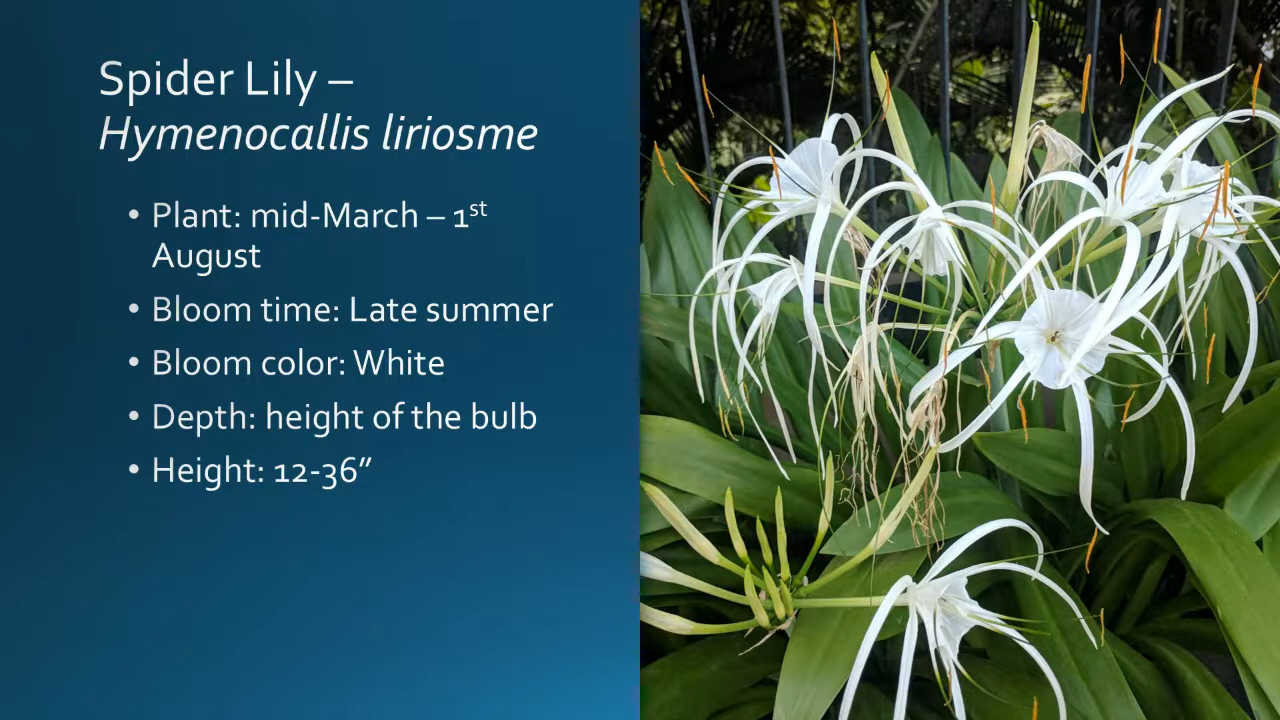 Spider Lily –
Hymenocallis liriosme
• Plant: mid-March – 1st
August
• Bloom time: Late summer
• Bloom color: White
• Depth: height of the bulb
• Height: 12-36”